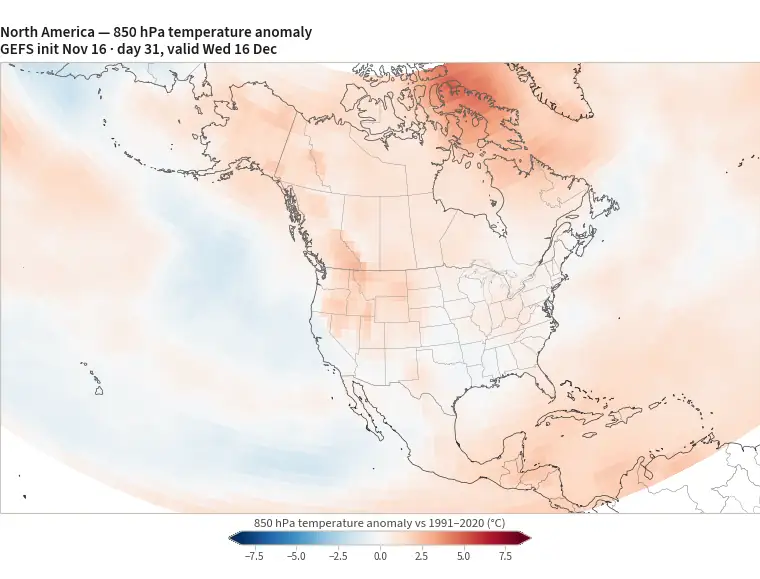 North America — 850 hPa temperature anomaly
GEFS init Nov 16 · day 31, valid Wed 16 Dec
850 hPa temperature anomaly vs 1991–2020 (°C)
−7.5 −5.0 −2.5 0.0 2.5 5.0 7.5